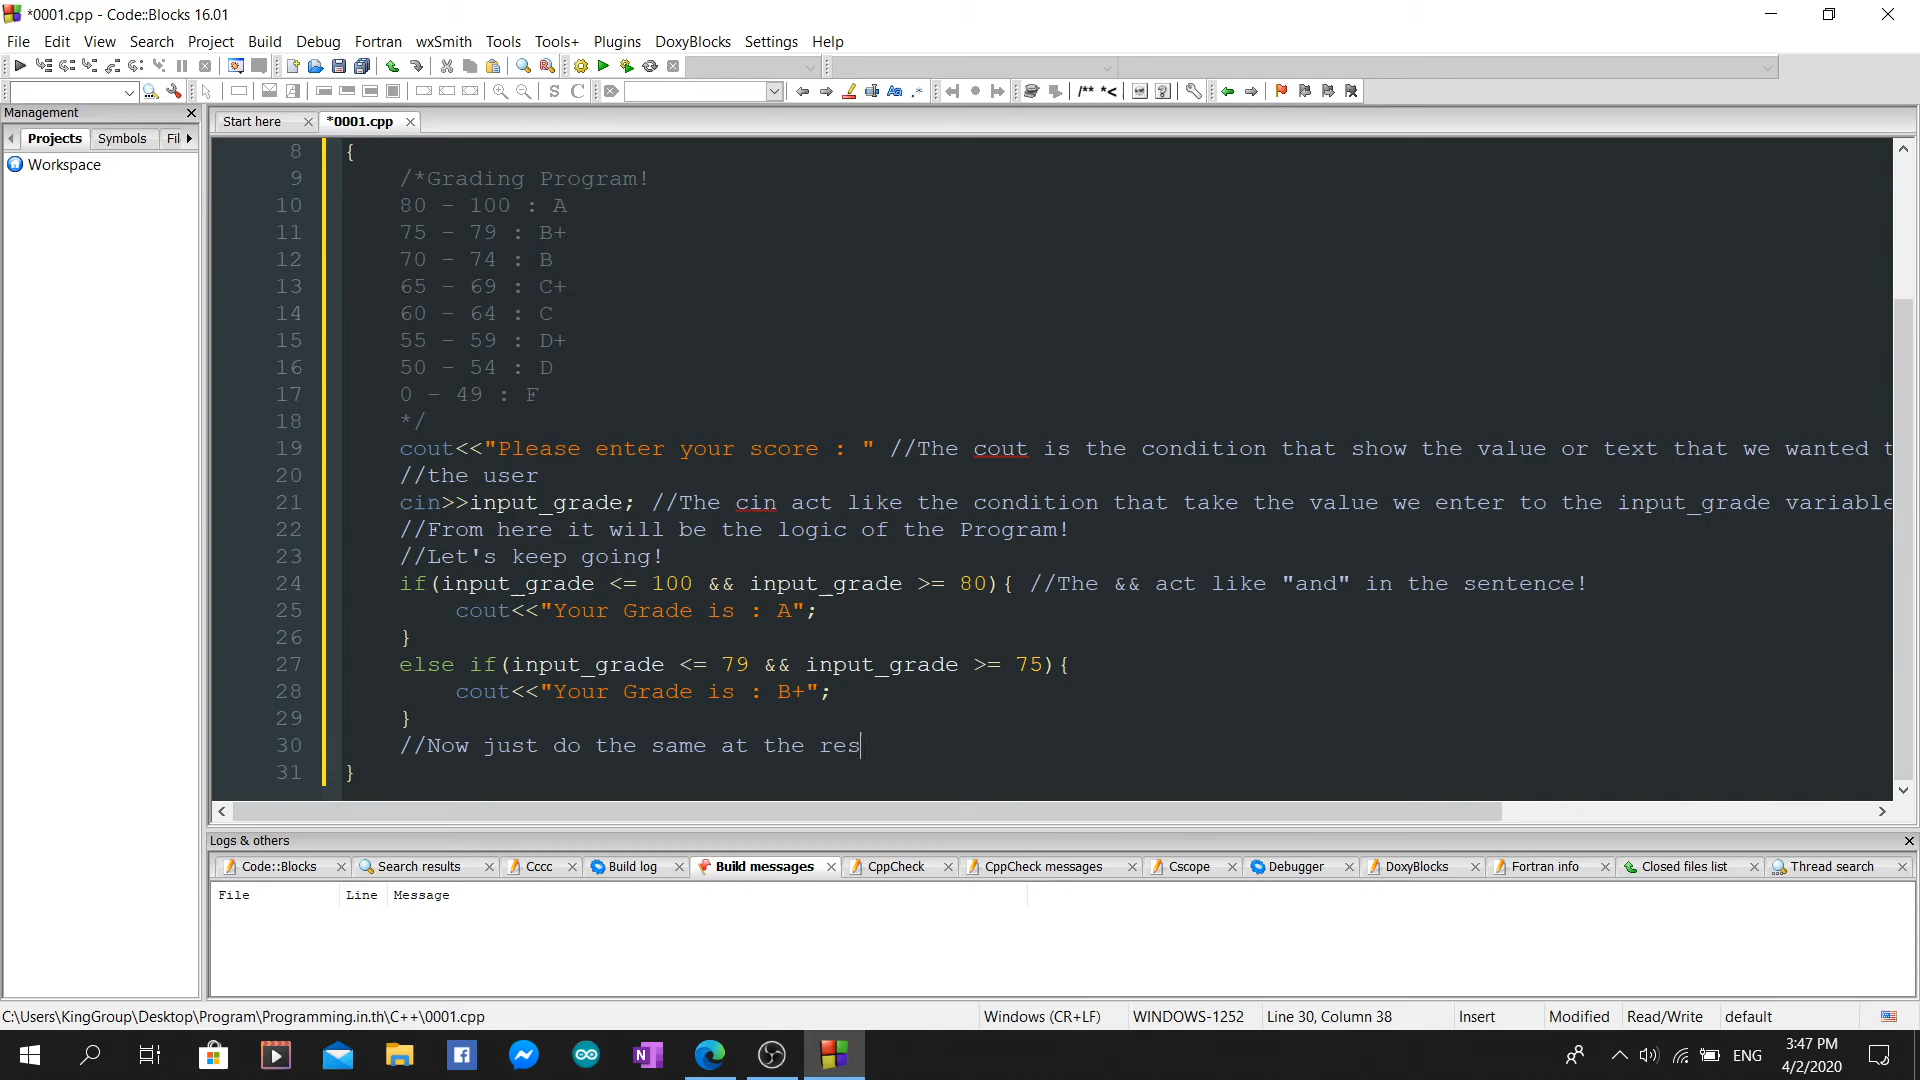 *0001.cpp - Code::Blocks 16.01
File Edit View Search Project Build Debug Fortran wxSmith Tools Tools+ Plugins DoxyBlocks Settings Help
S C /** *<
Management
Projects Symbols Fil
Workspace
Start here *0001.cpp
8 {
9 /*Grading Program!
10 80 - 100 : A
11 75 - 79 : B+
12 70 - 74 : B
13 65 - 69 : C+
14 60 - 64 : C
15 55 - 59 : D+
16 50 - 54 : D
17 0 - 49 : F
18 */
19 cout<<"Please enter your score : " //The cout is the condition that show the value or text that we wanted t
20 //the user
21 cin>>input_grade; //The cin act like the condition that take the value we enter to the input_grade variable
22 //From here it will be the logic of the Program!
23 //Let's keep going!
24 if(input_grade <= 100 && input_grade >= 80){ //The && act like "and" in the sentence!
25 cout<<"Your Grade is : A";
26 }
27 else if(input_grade <= 79 && input_grade >= 75){
28 cout<<"Your Grade is : B+";
29 }
30 //Now just do the same at the res
31 }
Logs & others
Code::Blocks Search results Cccc Build log Build messages CppCheck CppCheck messages Cscope Debugger DoxyBlocks Fortran info Closed files list Thread search
File Line Message
C:\Users\KingGroup\Desktop\Program\Programming.in.th\C++\0001.cpp Windows (CR+LF) WINDOWS-1252 Line 30, Column 38 Insert Modified Read/Write default
ENG 3:47 PM
4/2/2020